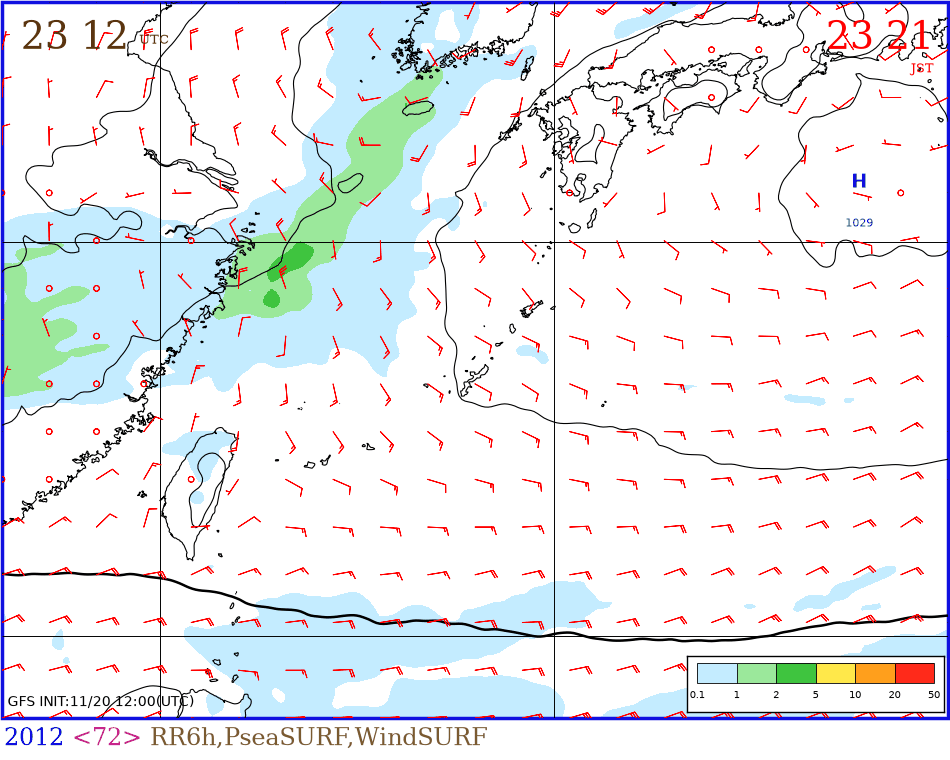 23 12 UTC
23 21
JST
H
1029
0.1 1 2 5 10 20 50
GFS INIT:11/20 12:00(UTC)
2012 <72> RR6h,PseaSURF,WindSURF